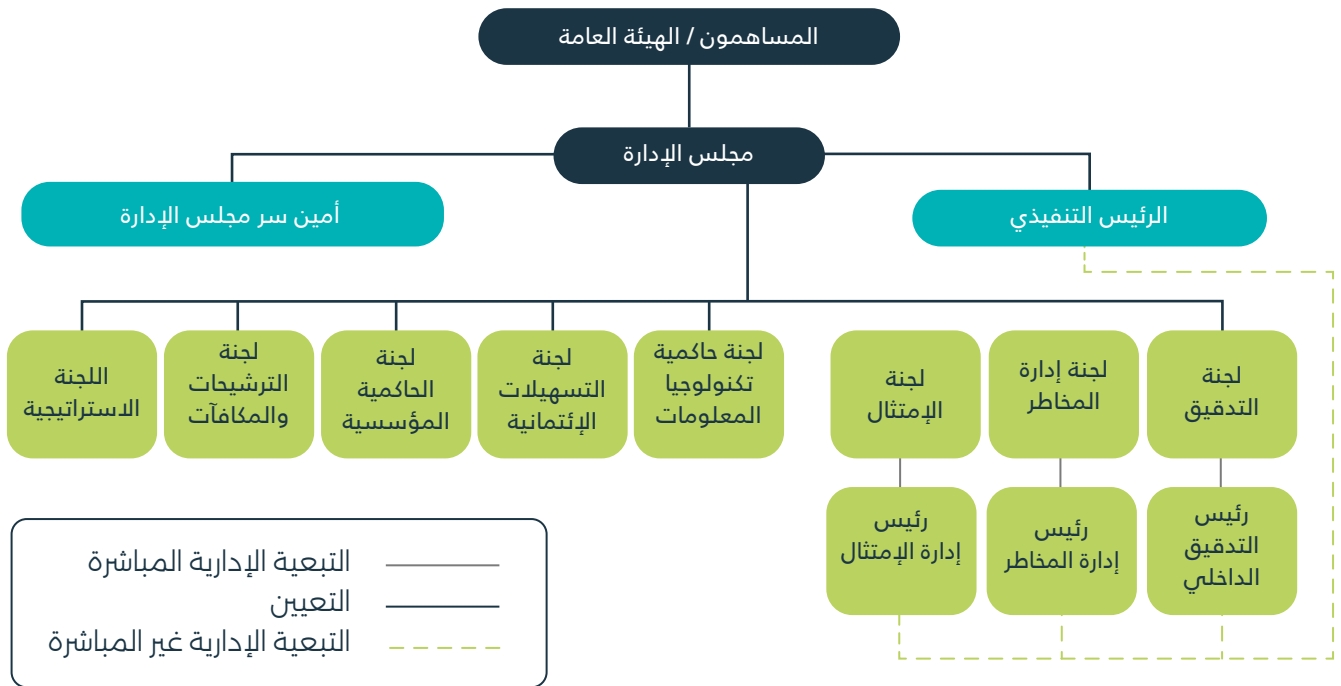 المساهمون / الهيئة العامة
مجلس الإدارة
الرئيس التنفيذي
أمين سر مجلس الإدارة
لجنة
التدقيق
لجنة إدارة
المخاطر
لجنة
الإمتثال
لجنة حاكمية
تكنولوجيا
المعلومات
لجنة
التسهيلات
الإئتمانية
لجنة
الحاكمية
المؤسسية
لجنة
الترشيحات
والمكافآت
اللجنة
الاستراتيجية
رئيس
التدقيق
الداخلي
رئيس
إدارة المخاطر
رئيس
إدارة الإمتثال
التبعية الإدارية المباشرة
التعيين
التبعية الإدارية غير المباشرة